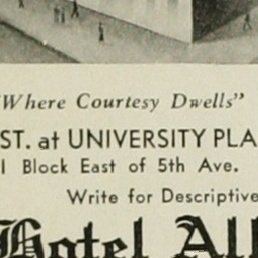 "Where Courtesy Dwells"
ST. at UNIVERSITY PLA
1 Block East of 5th Ave.
Write for Descriptive
Hotel Al